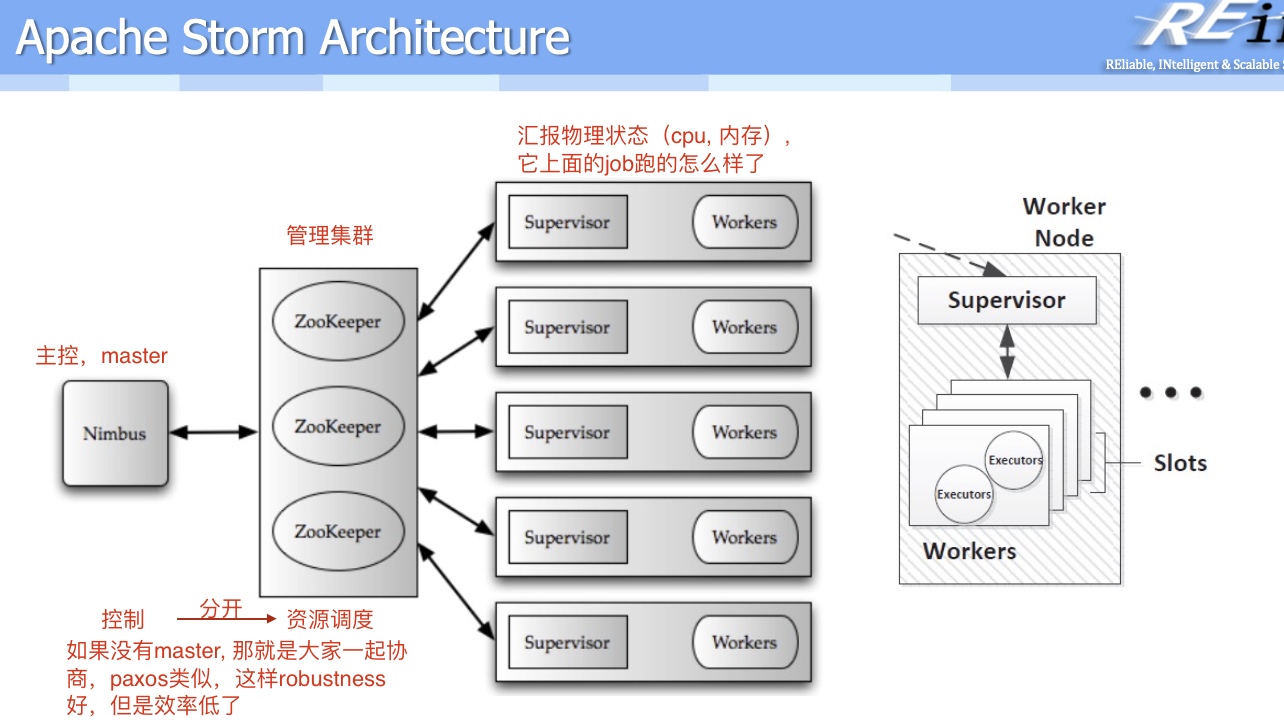 Apache Storm Architecture
REliable, INtelligent & Scalable
汇报物理状态（cpu, 内存）,
它上面的job跑的怎么样了
管理集群
主控，master
Nimbus
ZooKeeper
ZooKeeper
ZooKeeper
Supervisor Workers
Supervisor Workers
Supervisor Workers
Supervisor Workers
Supervisor Workers
Worker
Node
Supervisor
Executors
Executors
Workers
Slots
控制 分开 资源调度
如果没有master, 那就是大家一起协
商，paxos类似，这样robustness
好，但是效率低了